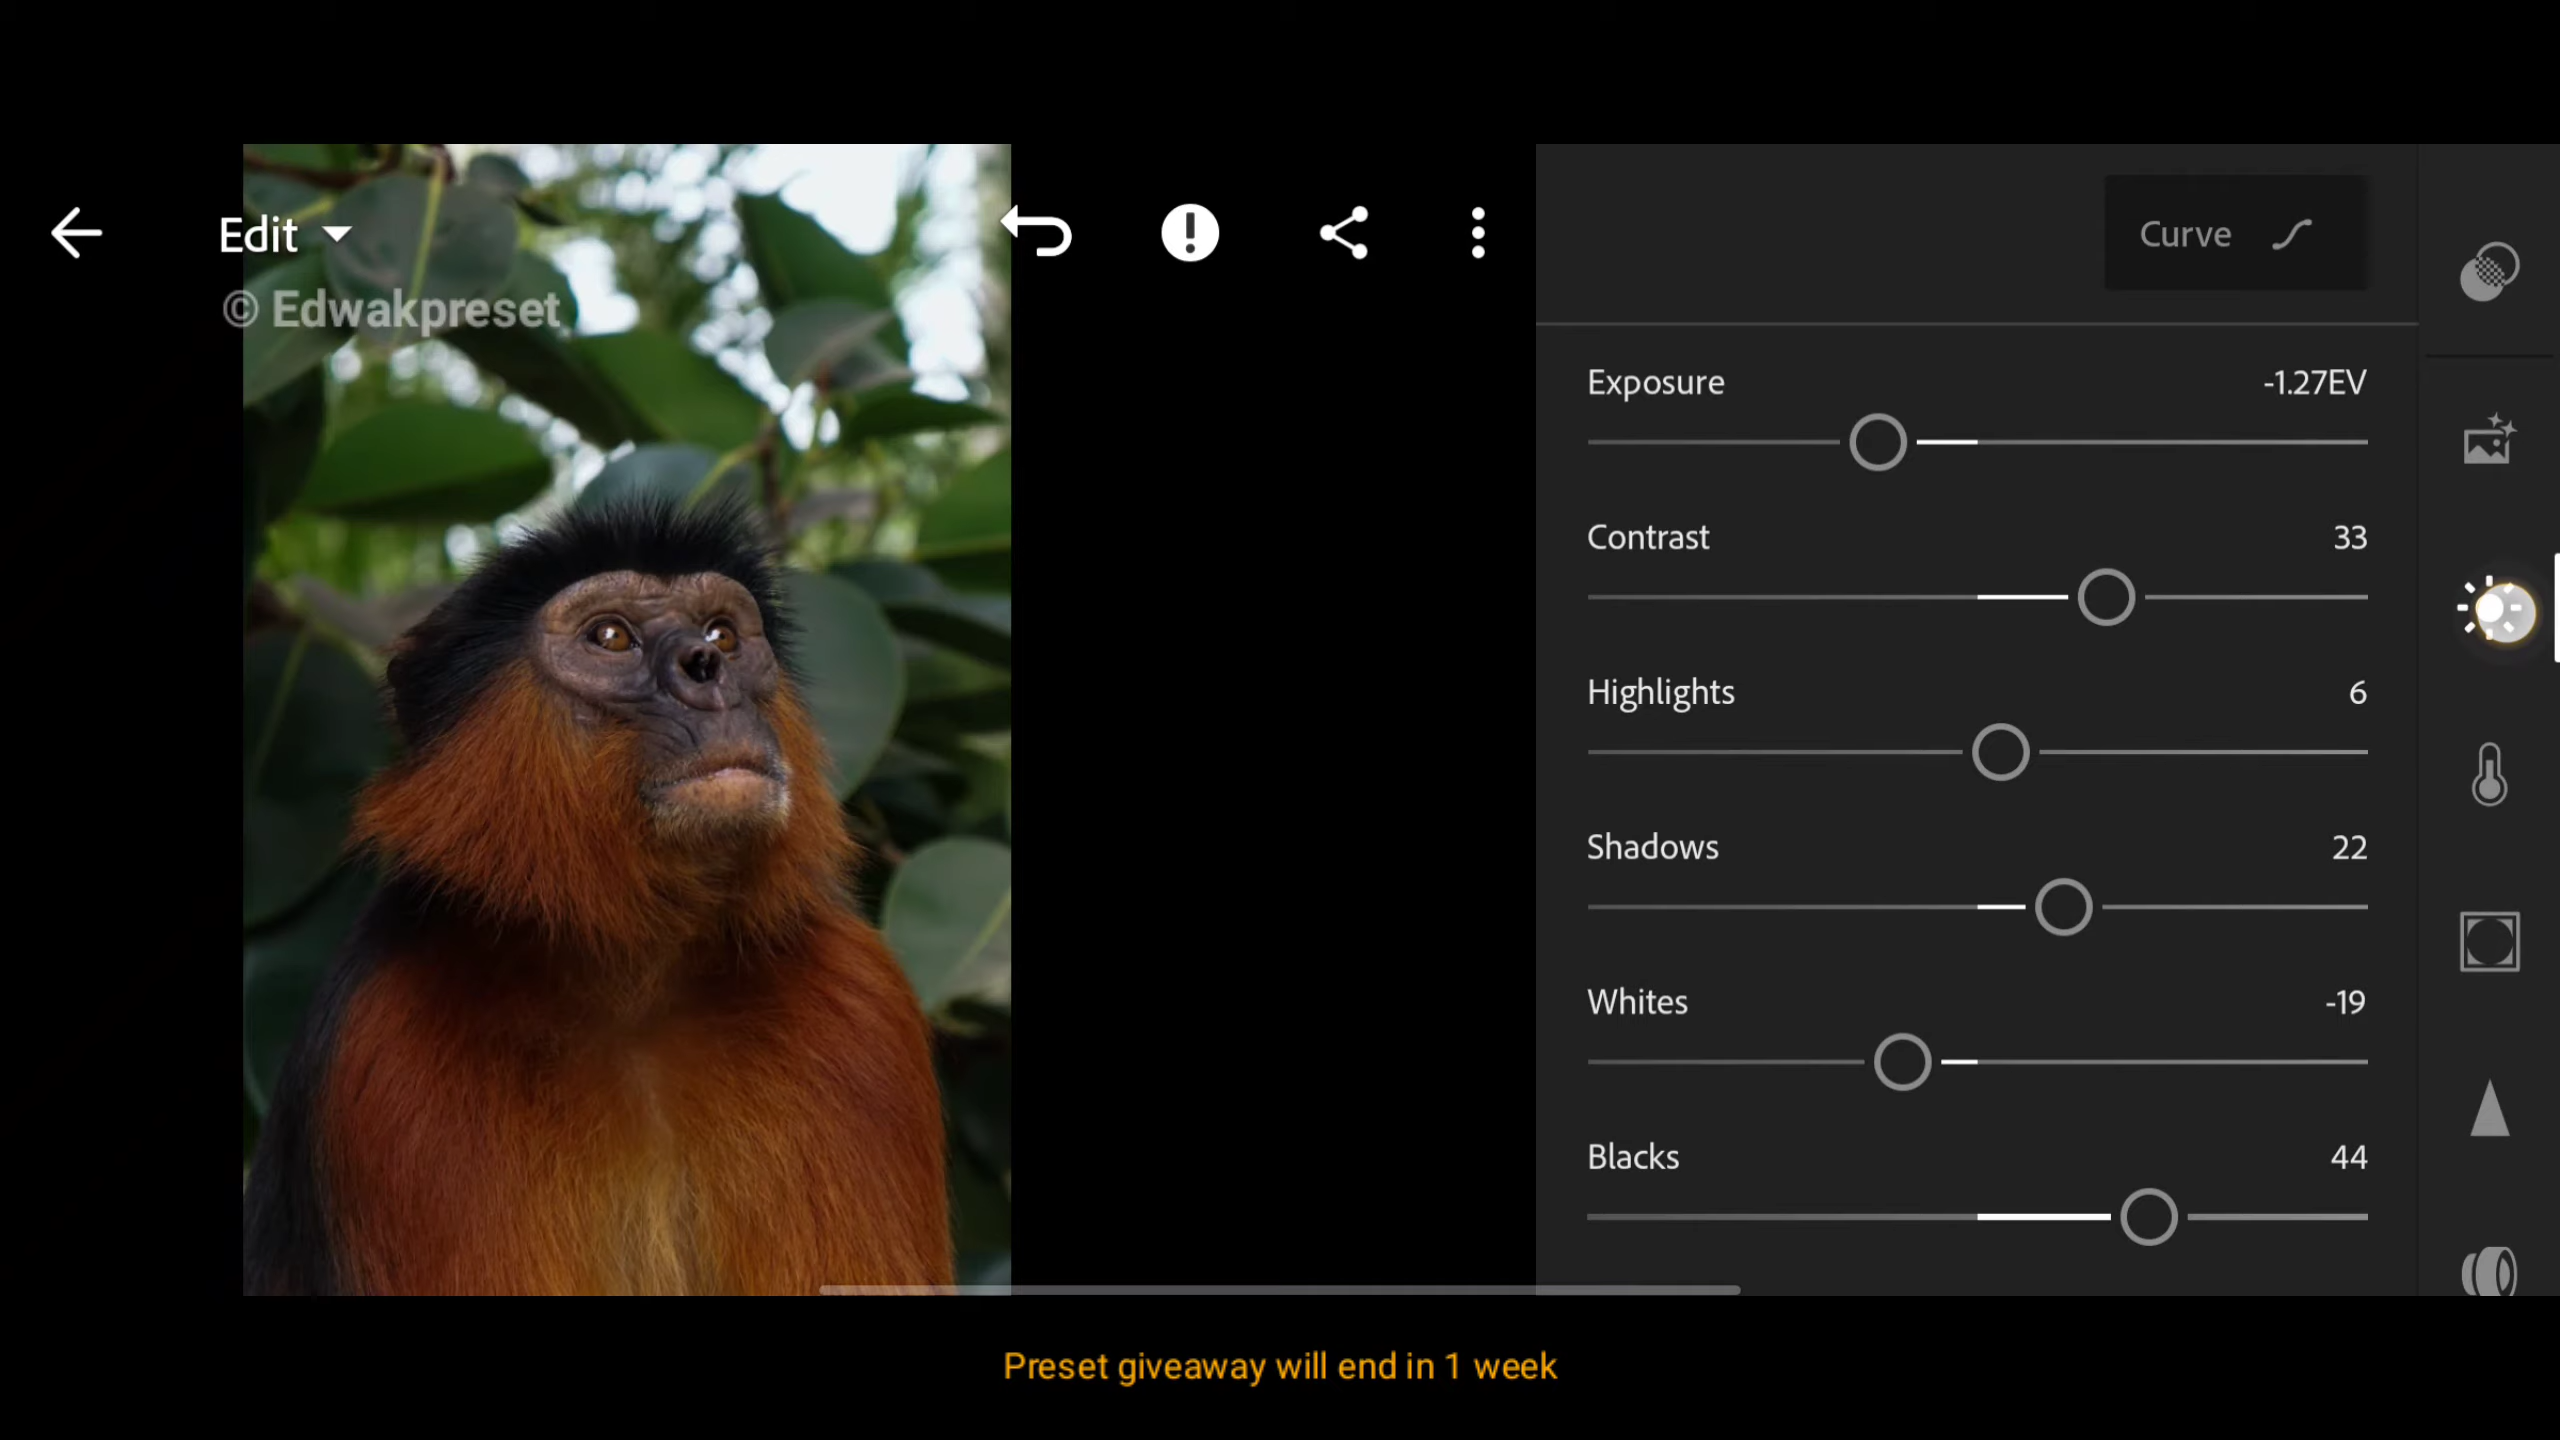 Edit
© Edwakpreset
Curve
Exposure -1.27EV
Contrast 33
Highlights 6
Shadows 22
Whites -19
Blacks 44
Preset giveaway will end in 1 week